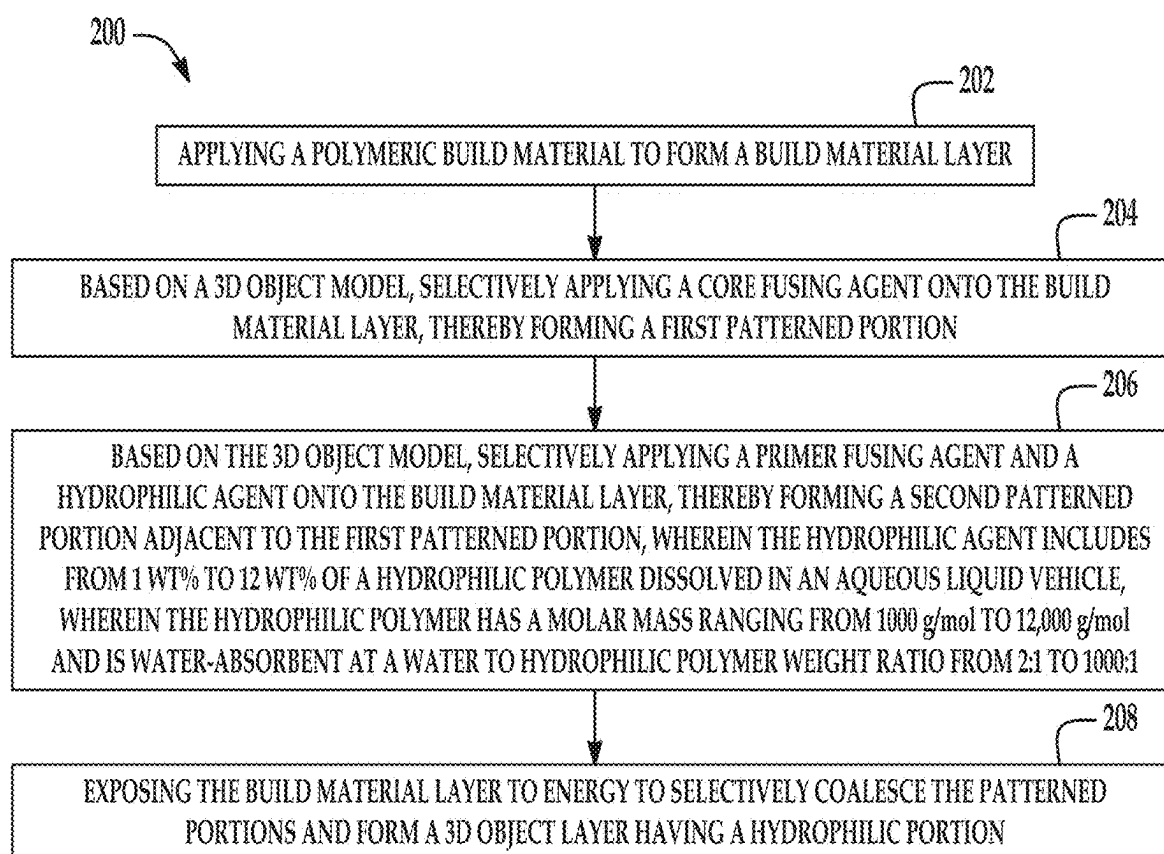 200
202
APPLYING A POLYMERIC BUILD MATERIAL TO FORM A BUILD MATERIAL LAYER
204
BASED ON A 3D OBJECT MODEL, SELECTIVELY APPLYING A CORE FUSING AGENT ONTO THE BUILD
MATERIAL LAYER, THEREBY FORMING A FIRST PATTERNED PORTION
206
BASED ON THE 3D OBJECT MODEL, SELECTIVELY APPLYING A PRIMER FUSING AGENT AND A
HYDROPHILIC AGENT ONTO THE BUILD MATERIAL LAYER, THEREBY FORMING A SECOND PATTERNED
PORTION ADJACENT TO THE FIRST PATTERNED PORTION, WHEREIN THE HYDROPHILIC AGENT INCLUDES
FROM 1 WT% TO 12 WT% OF A HYDROPHILIC POLYMER DISSOLVED IN AN AQUEOUS LIQUID VEHICLE,
WHEREIN THE HYDROPHILIC POLYMER HAS A MOLAR MASS RANGING FROM 1000 g/mol TO 12,000 g/mol
AND IS WATER-ABSORBENT AT A WATER TO HYDROPHILIC POLYMER WEIGHT RATIO FROM 2:1 TO 1000:1
208
EXPOSING THE BUILD MATERIAL LAYER TO ENERGY TO SELECTIVELY COALESCE THE PATTERNED
PORTIONS AND FORM A 3D OBJECT LAYER HAVING A HYDROPHILIC PORTION